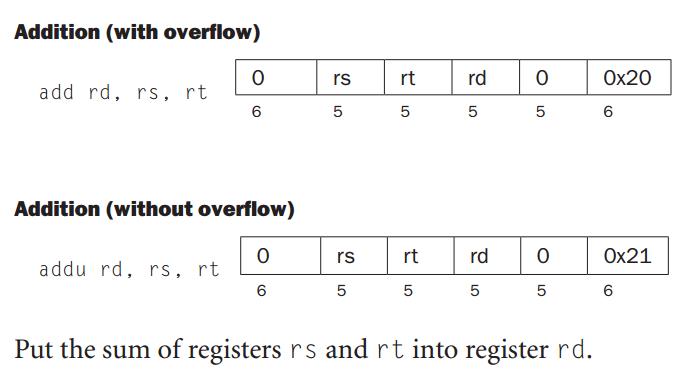 Addition (with overflow)
add rd, rs, rt 0 rs rt rd 0 0x20
6 5 5 5 5 6
Addition (without overflow)
addu rd, rs, rt 0 rs rt rd 0 0x21
6 5 5 5 5 6
Put the sum of registers rs and rt into register rd.